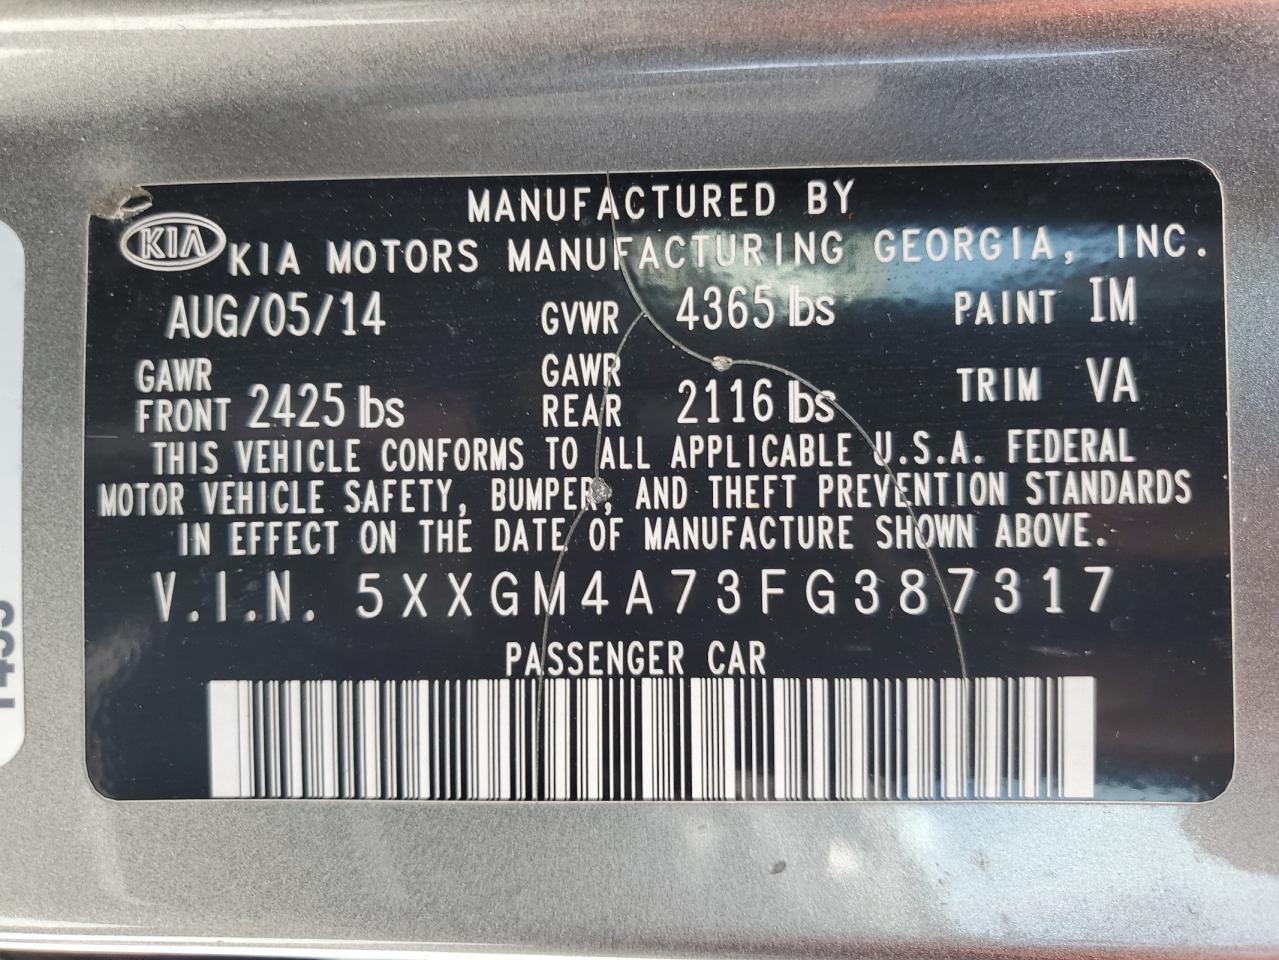 MANUFACTURED BY
KIA KIA MOTORS MANUFACTURING GEORGIA, INC.
AUG/05/14 GVWR 4365 lbs PAINT IM
GAWR FRONT 2425 lbs GAWR REAR 2116 lbs TRIM VA
THIS VEHICLE CONFORMS TO ALL APPLICABLE U.S.A. FEDERAL
MOTOR VEHICLE SAFETY, BUMPER, AND THEFT PREVENTION STANDARDS
IN EFFECT ON THE DATE OF MANUFACTURE SHOWN ABOVE.
V.I.N. 5XXGM4A73FG387317
PASSENGER CAR